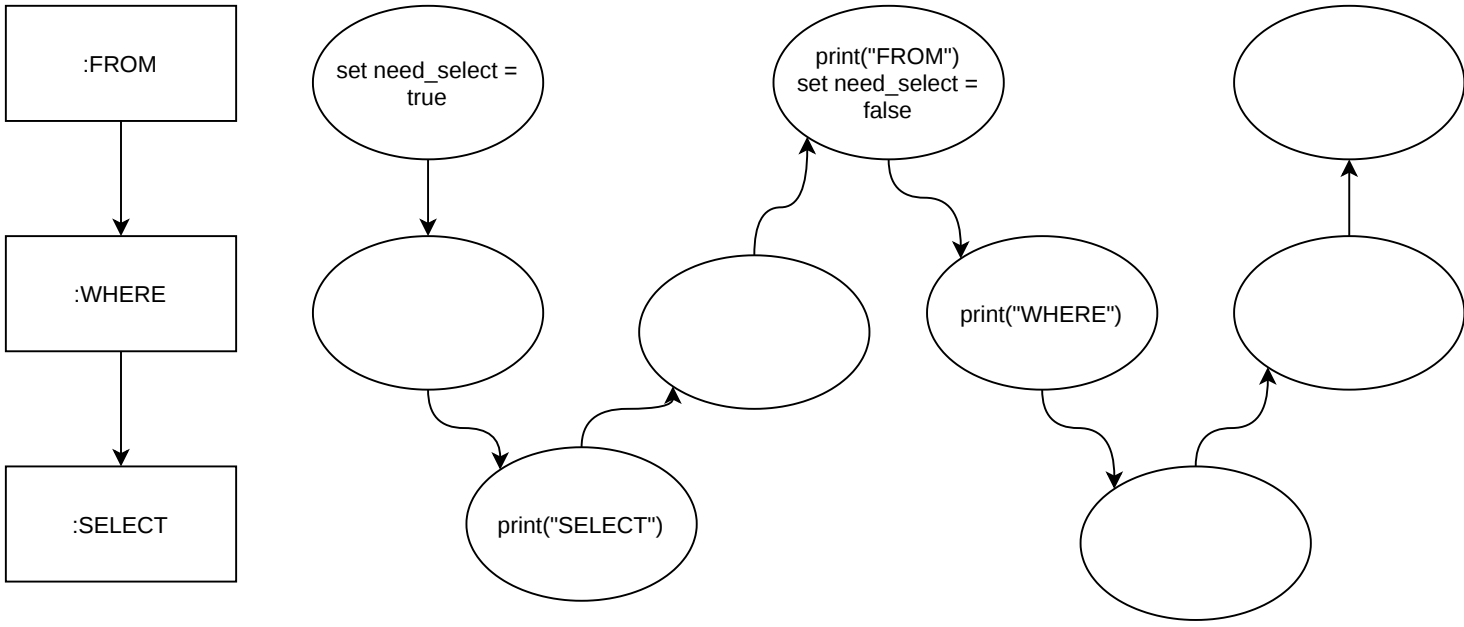 :FROM
:WHERE
:SELECT
set need_select =
true
print("SELECT")
print("FROM")
set need_select =
false
print("WHERE")